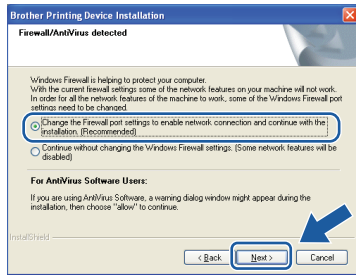 Brother Printing Device Installation
Firewall/AntiVirus detected
Windows Firewall is helping to protect your computer.
With the current firewall settings some of the network features on your machine will not work.
In order for all the network features of the machine to work, some of the Windows Firewall port
settings need to be changed.
Change the Firewall port settings to enable network connection and continue with the
installation. (Recommended)
Continue without changing the Windows Firewall settings. (Some network features will be
disabled)
For AntiVirus Software Users:
If you are using AntiVirus Software, a warning dialog window might appear during the
installation, then choose "allow" to continue.
InstallShield
< Back
Next >
Cancel